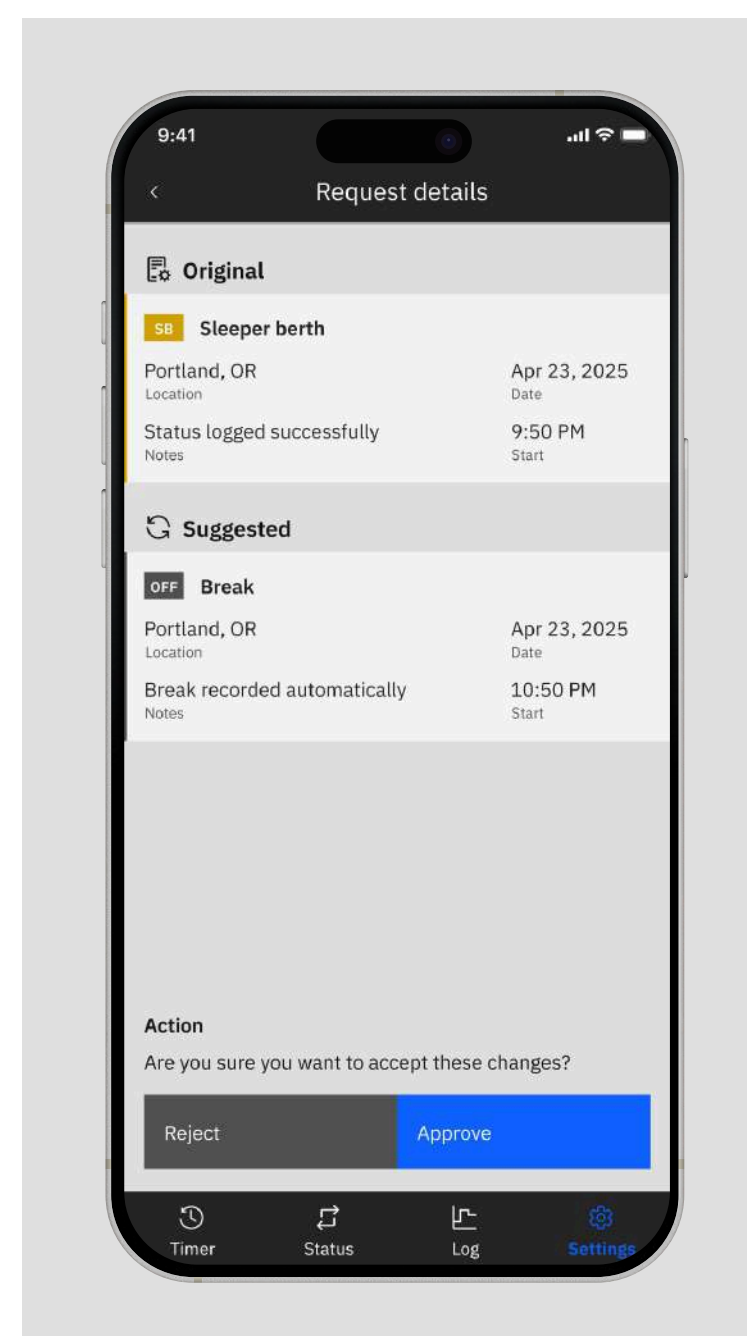 9:41
Request details
Original
SB Sleeper berth
Portland, OR Apr 23, 2025
Location Date
Status logged successfully 9:50 PM
Notes Start
Suggested
OFF Break
Portland, OR Apr 23, 2025
Location Date
Break recorded automatically 10:50 PM
Notes Start
Action
Are you sure you want to accept these changes?
Reject Approve
Timer Status Log Settings